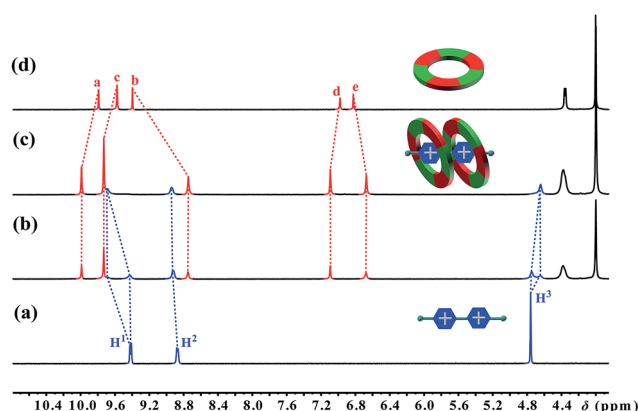 (d)
a c b d e
(c)
(b)
(a)
H1 H2 H3
10.4 10.0 9.6 9.2 8.8 8.4 8.0 7.6 7.2 6.8 6.4 6.0 5.6 5.2 4.8 4.4 δ (ppm)